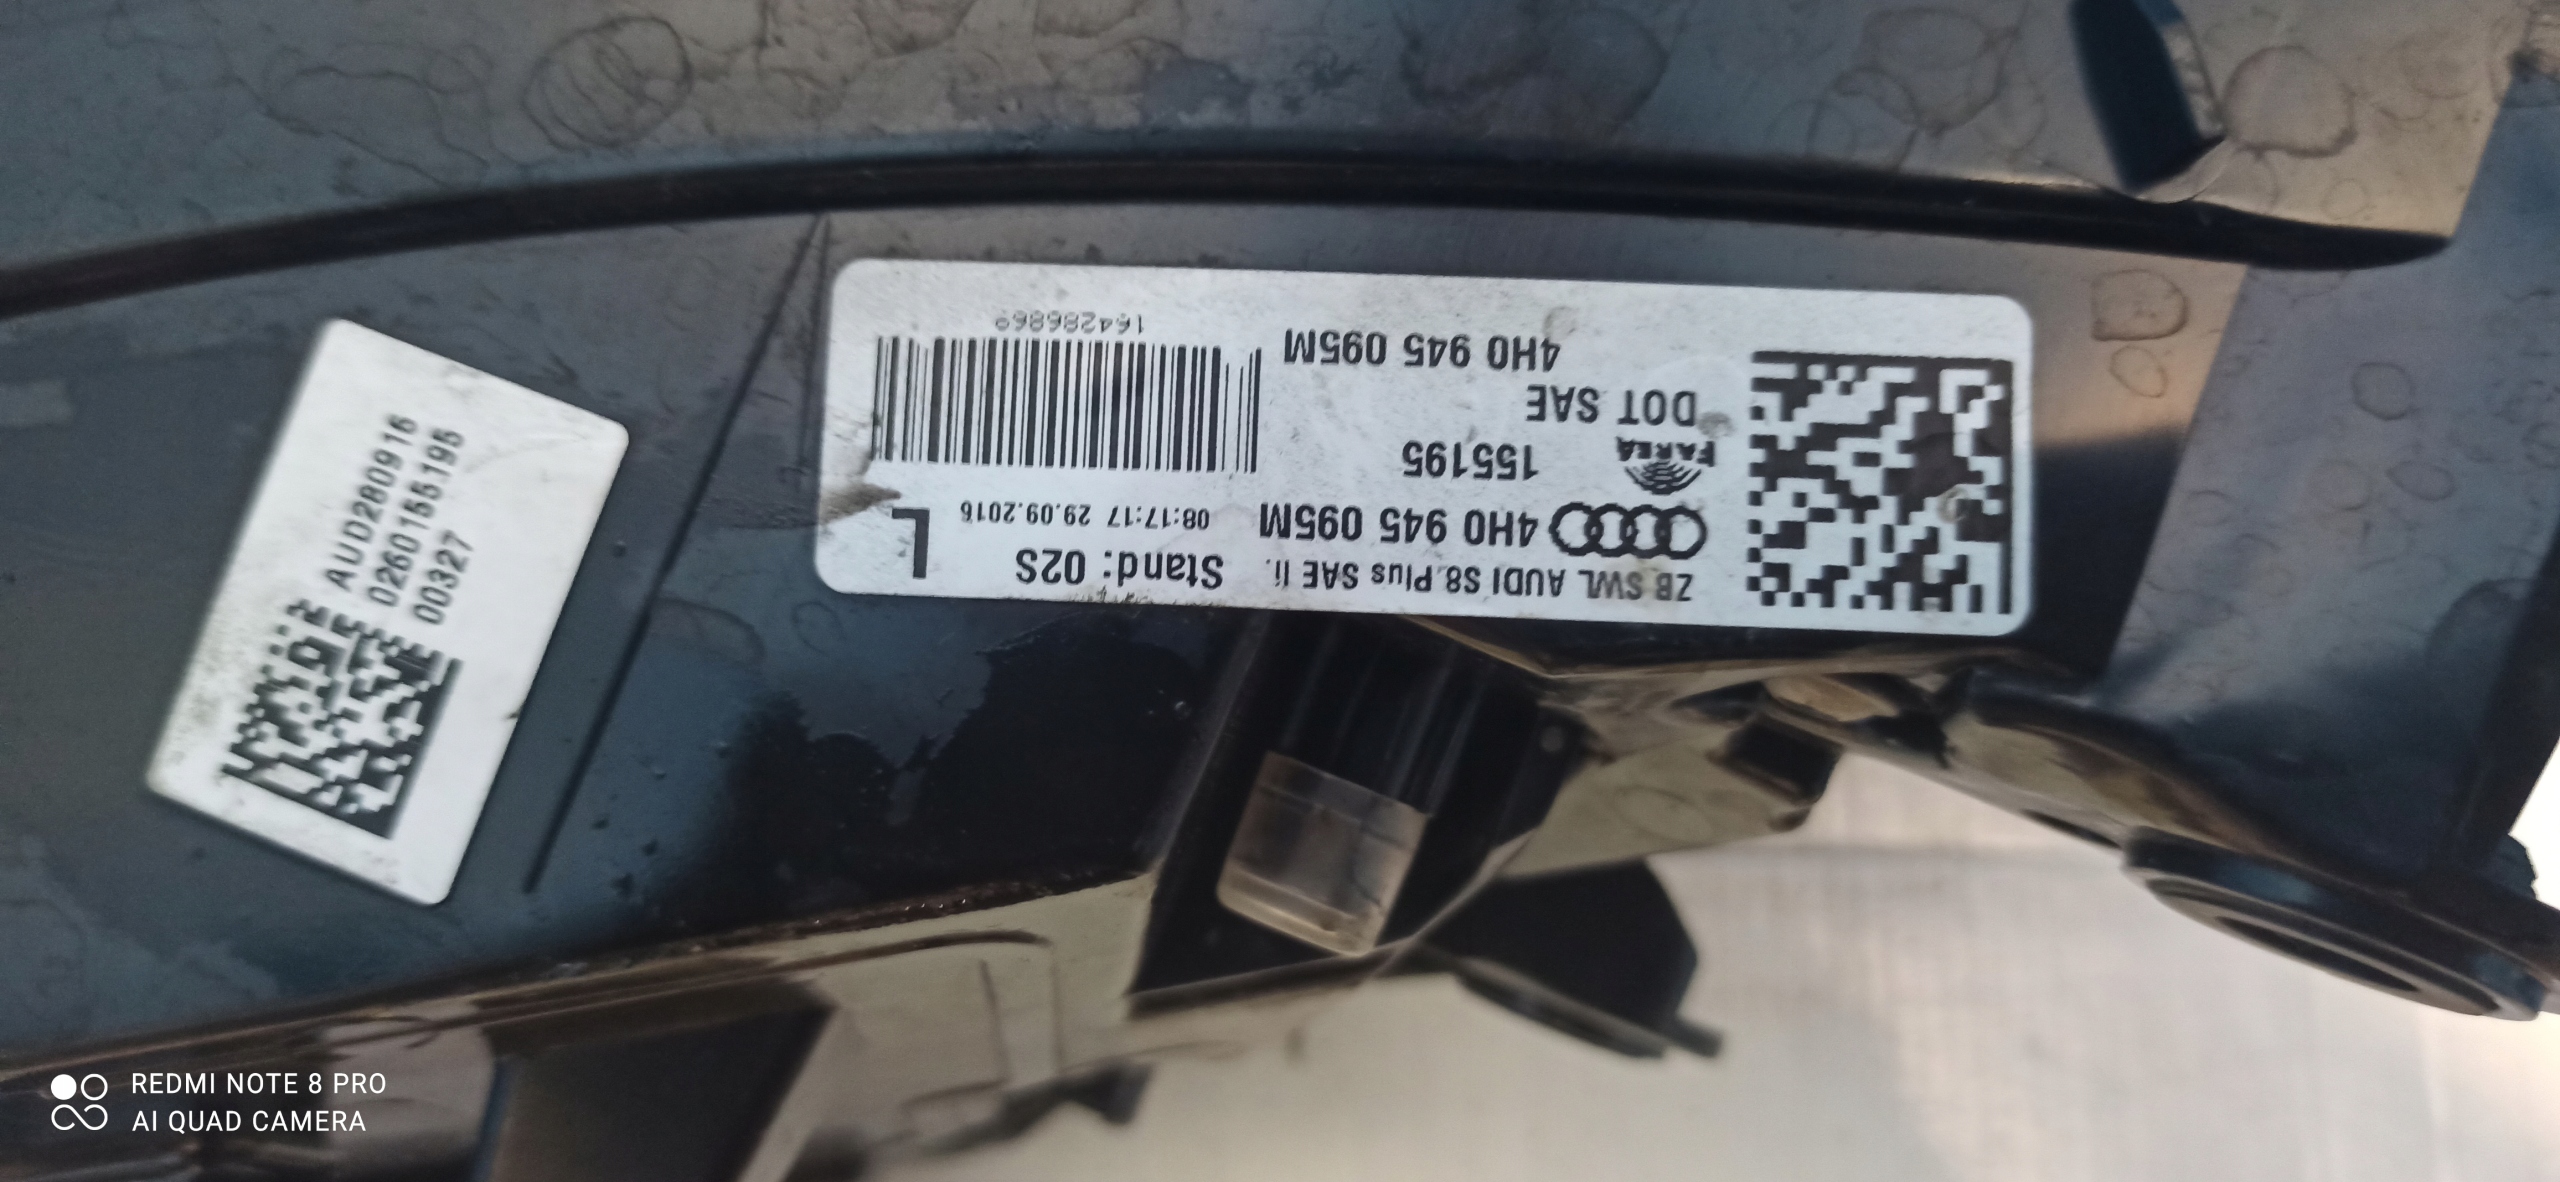 ZB SWL AUDI S8 Plus SAE li.
Stand: 02S
4H0 945 095M
08:17:17 29.09.2016
L
FAREA
155195
DOT SAE
4H0 945 095M
164286869
AUD280916
0260155195
00327
REDMI NOTE 8 PRO
AI QUAD CAMERA